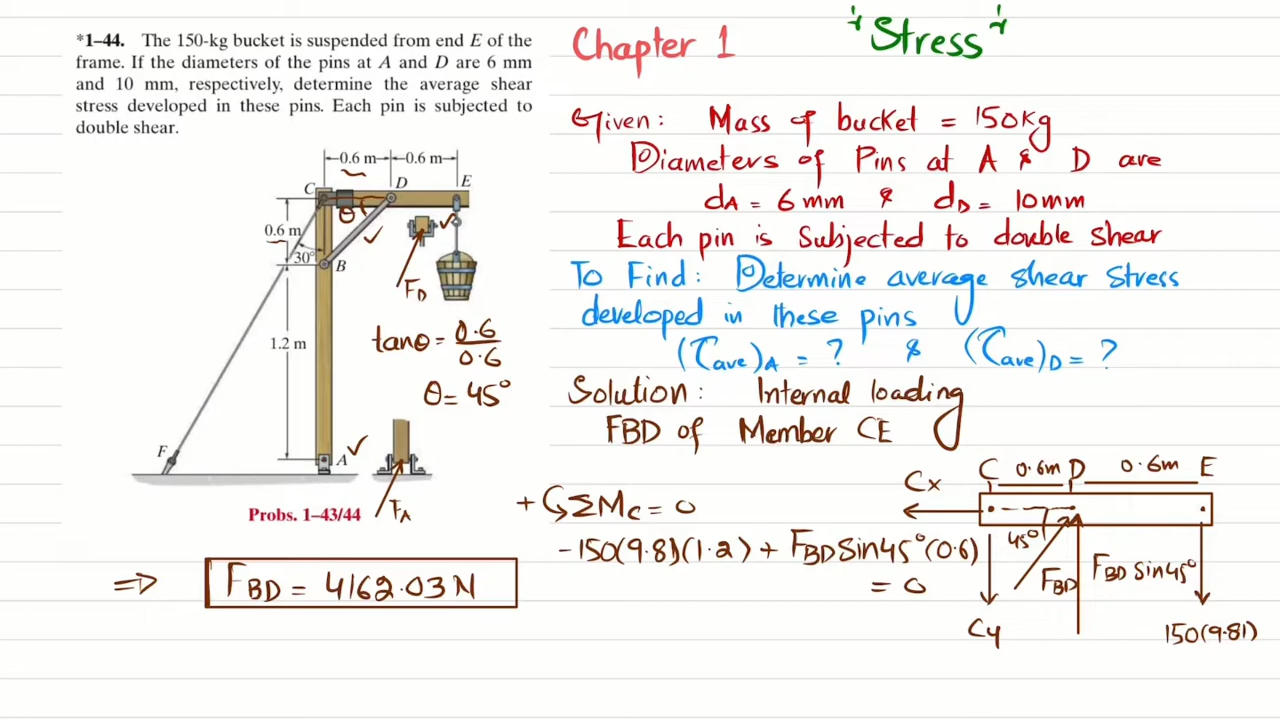 *1–44. The 150-kg bucket is suspended from end E of the
frame. If the diameters of the pins at A and D are 6 mm
and 10 mm, respectively, determine the average shear
stress developed in these pins. Each pin is subjected to
double shear.
0.6 m
0.6 m
C
D
E
θ
0.6 m
30°
B
FD
1.2 m
tanθ = 0.6/0.6
θ = 45°
F
A
FA
Probs. 1–43/44
⇒ FBD = 4162.03 N
Chapter 1
"Stress"
Given: Mass of bucket = 150kg
Diameters of Pins at A & D are
dA = 6mm & dD = 10mm
Each pin is Subjected to double shear
To Find: Determine average shear stress
developed in these pins
(τave)A = ? & (τave)D = ?
Solution: Internal loading
FBD of Member CE
+ ↺ ΣMc = 0
-150(9.8)(1.2) + FBD Sin45°(0.6)
= 0
C 0.6m D 0.6m E
Cx
45°
FBD
FBD Sin45°
Cy
150(9.81)